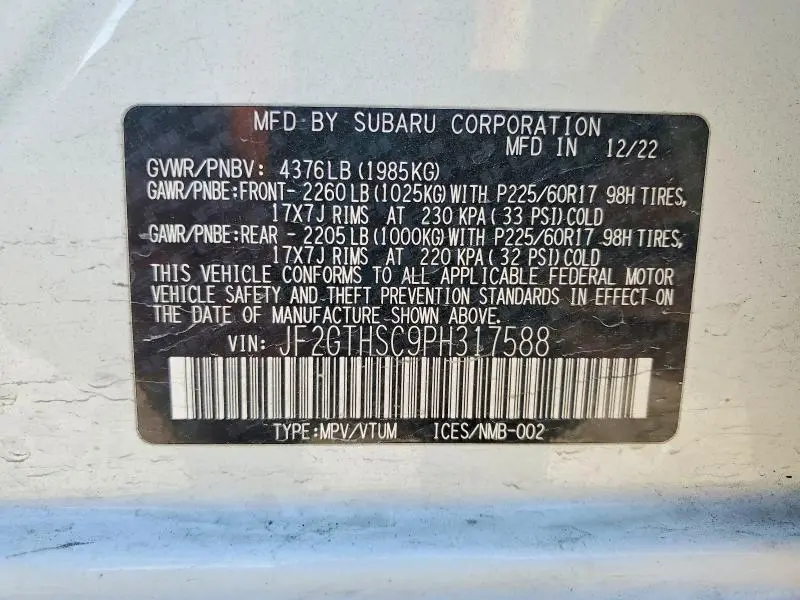 MFD BY SUBARU CORPORATION
MFD IN 12/22
GVWR/PNBV: 4376LB (1985KG)
GAWR/PNBE:FRONT- 2260 LB (1025KG) WITH P225/60R17 98H TIRES,
17X7J RIMS AT 230 KPA ( 33 PSI) COLD
GAWR/PNBE:REAR - 2205 LB (1000KG) WITH P225/60R17 98H TIRES,
17X7J RIMS AT 220 KPA ( 32 PSI) COLD
THIS VEHICLE CONFORMS TO ALL APPLICABLE FEDERAL MOTOR
VEHICLE SAFETY AND THEFT PREVENTION STANDARDS IN EFFECT ON
THE DATE OF MANUFACTURE SHOWN ABOVE.
VIN: JF2GTHSC9PH317588
TYPE:MPV/VTUM ICES/NMB-002